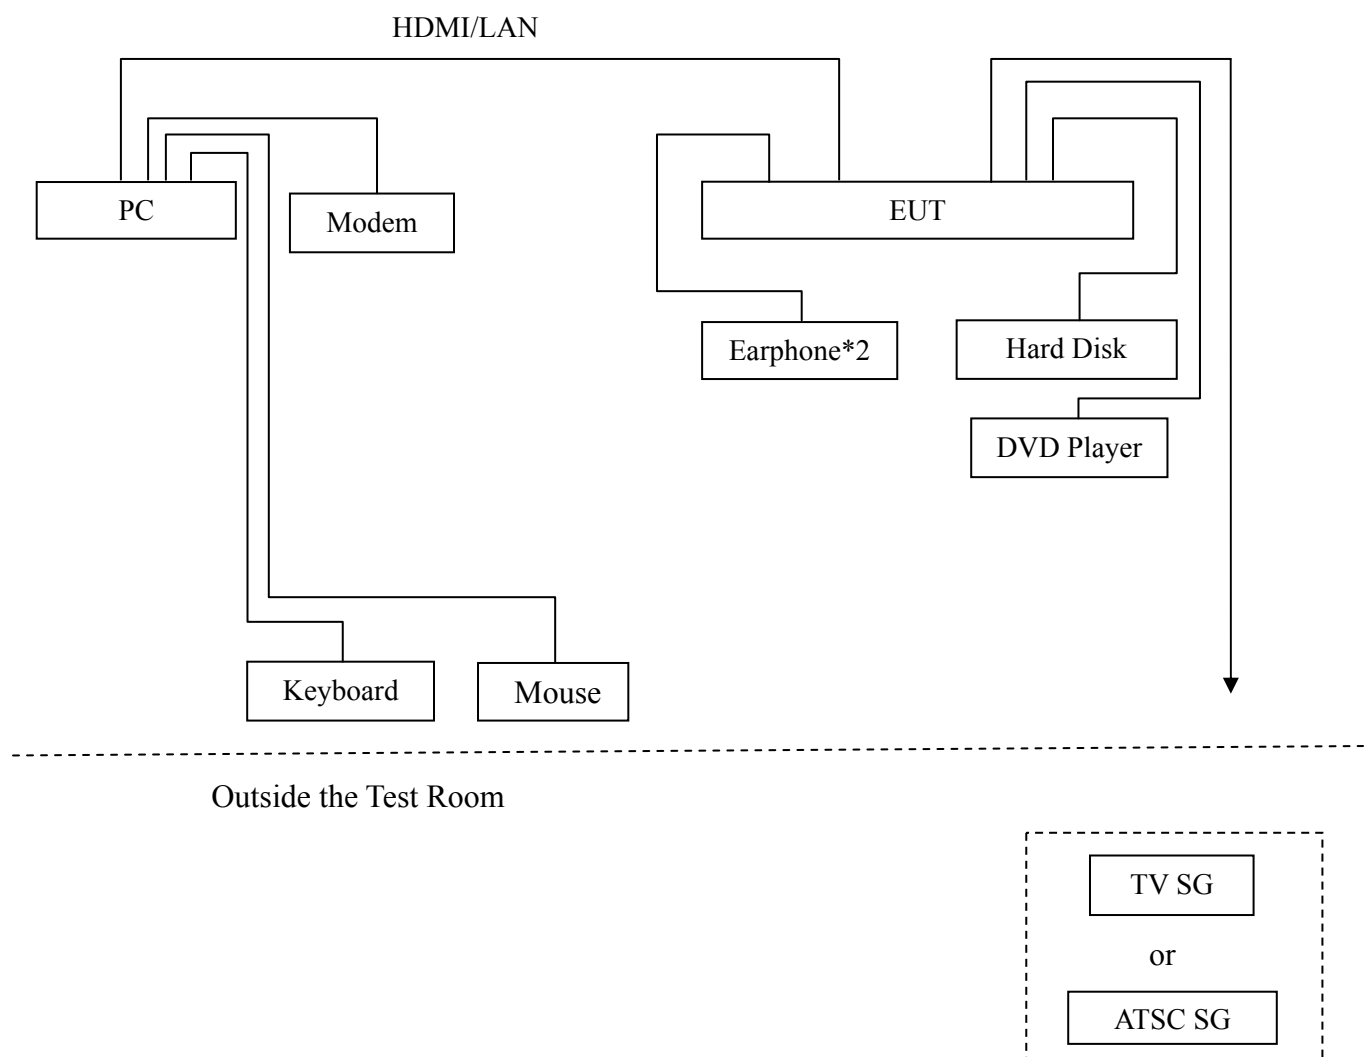 HDMI/LAN
PC
Modem
EUT
Earphone*2
Hard Disk
DVD Player
Keyboard
Mouse
Outside the Test Room
TV SG
or
ATSC SG